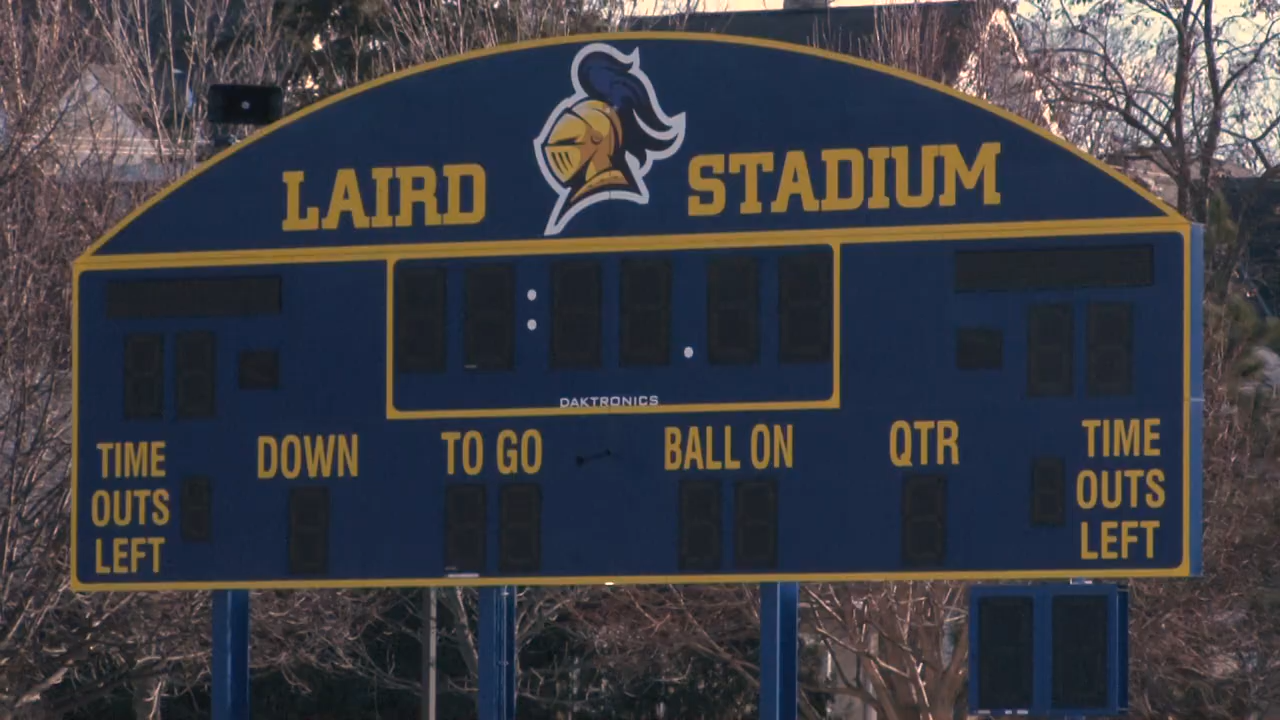 LAIRD STADIUM
DAKTRONICS
TIME OUTS LEFT
DOWN
TO GO
BALL ON
QTR
TIME OUTS LEFT